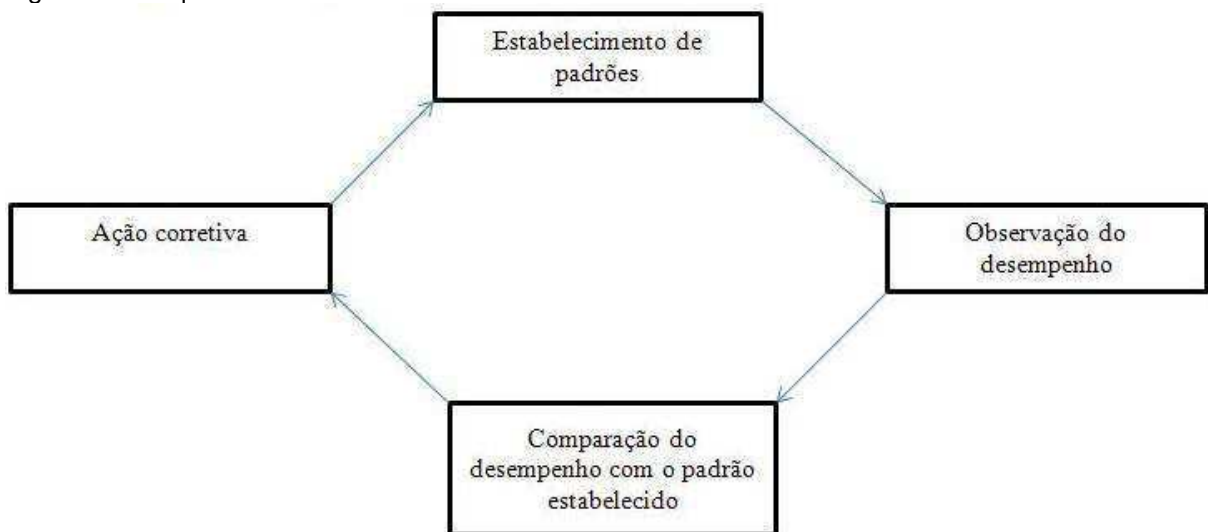 Estabelecimento de
padrões
Ação corretiva
Observação do
desempenho
Comparação do
desempenho com o padrão
estabelecido